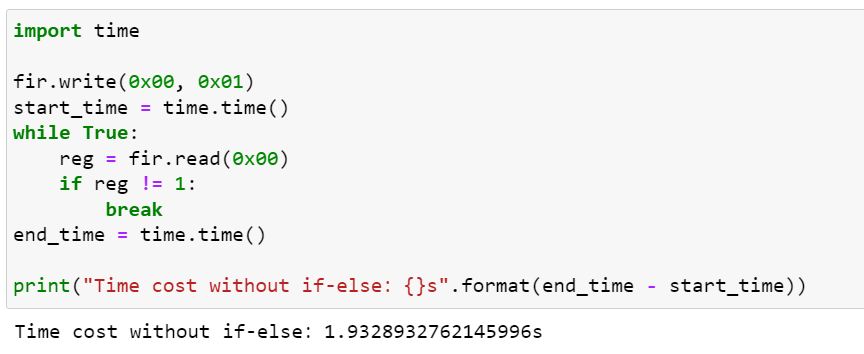 import time
fir.write(0x00, 0x01)
start_time = time.time()
while True:
    reg = fir.read(0x00)
    if reg != 1:
        break
end_time = time.time()
print("Time cost without if-else: {}s".format(end_time - start_time))
Time cost without if-else: 1.9328932762145996s